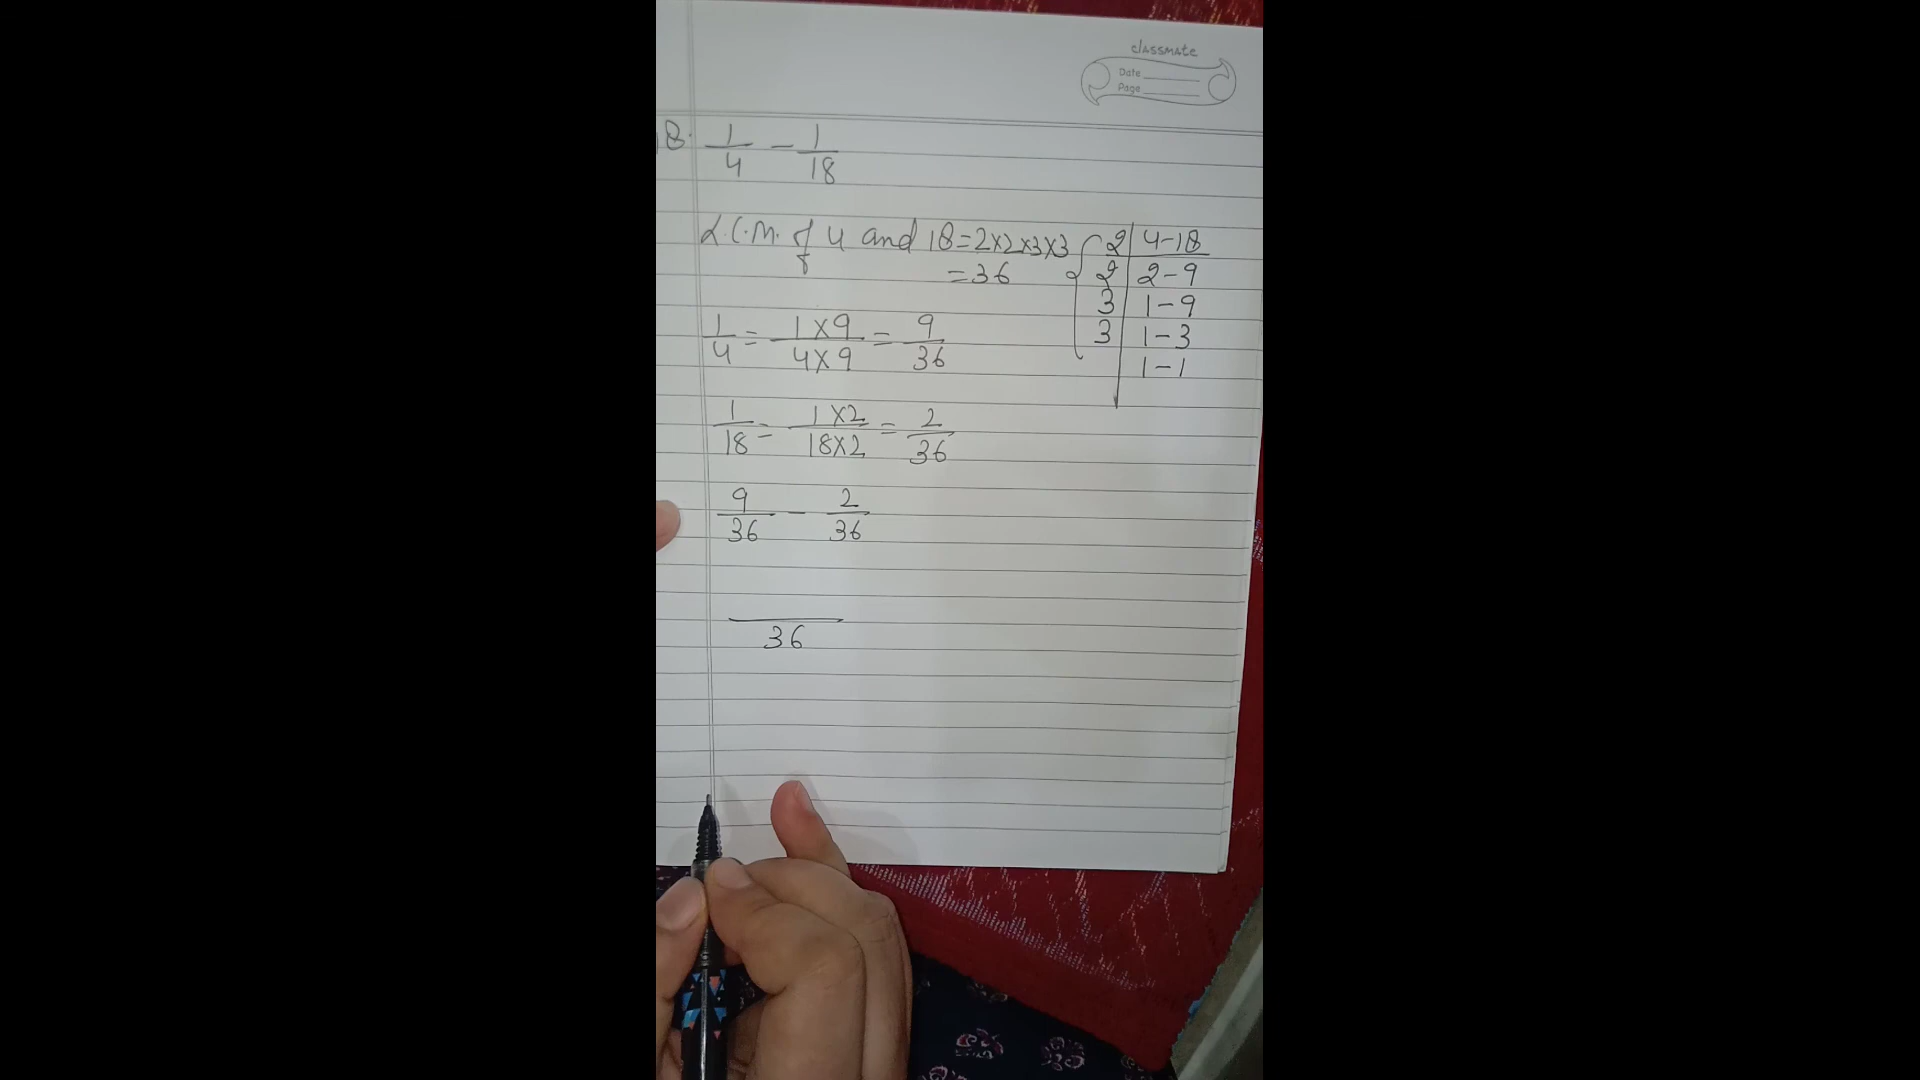 classmate
Date
Page
18. 1/4 - 1/18
L.C.M. of 4 and 18 = 2×2×3×3
= 36
2 | 4-18
2 | 2-9
3 | 1-9
3 | 1-3
1-1
1/4 = 1×9/4×9 = 9/36
1/18 = 1×2/18×2 = 2/36
9/36 - 2/36
36